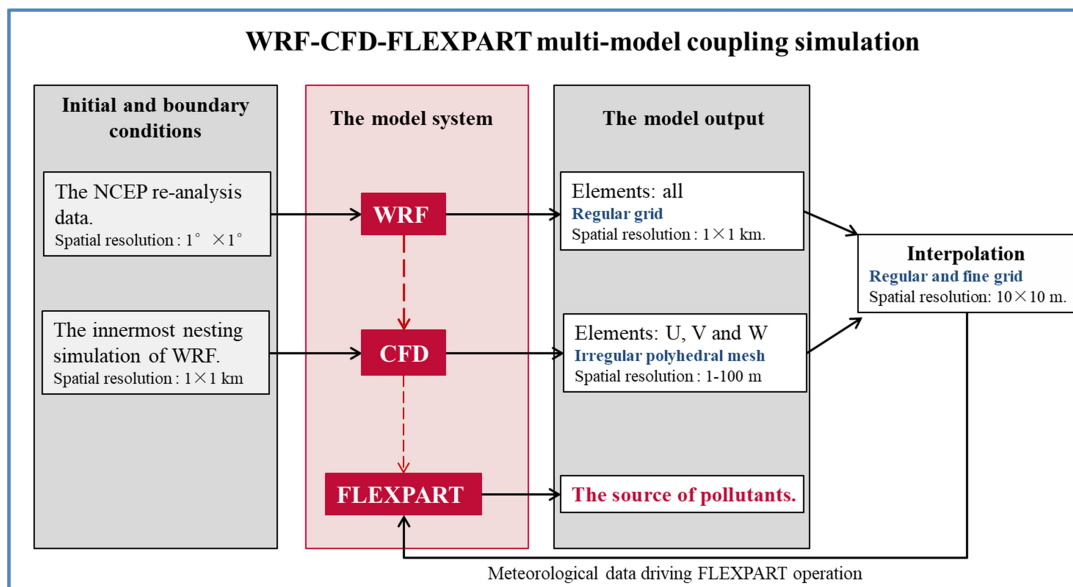 WRF-CFD-FLEXPART multi-model coupling simulation
Initial and boundary
conditions
The NCEP re-analysis
data.
Spatial resolution : 1° ×1°
The innermost nesting
simulation of WRF.
Spatial resolution : 1×1 km
The model system
WRF
CFD
FLEXPART
The model output
Elements: all
Regular grid
Spatial resolution : 1×1 km.
Elements: U, V and W
Irregular polyhedral mesh
Spatial resolution : 1-100 m
The source of pollutants.
Interpolation
Regular and fine grid
Spatial resolution: 10×10 m.
Meteorological data driving FLEXPART operation